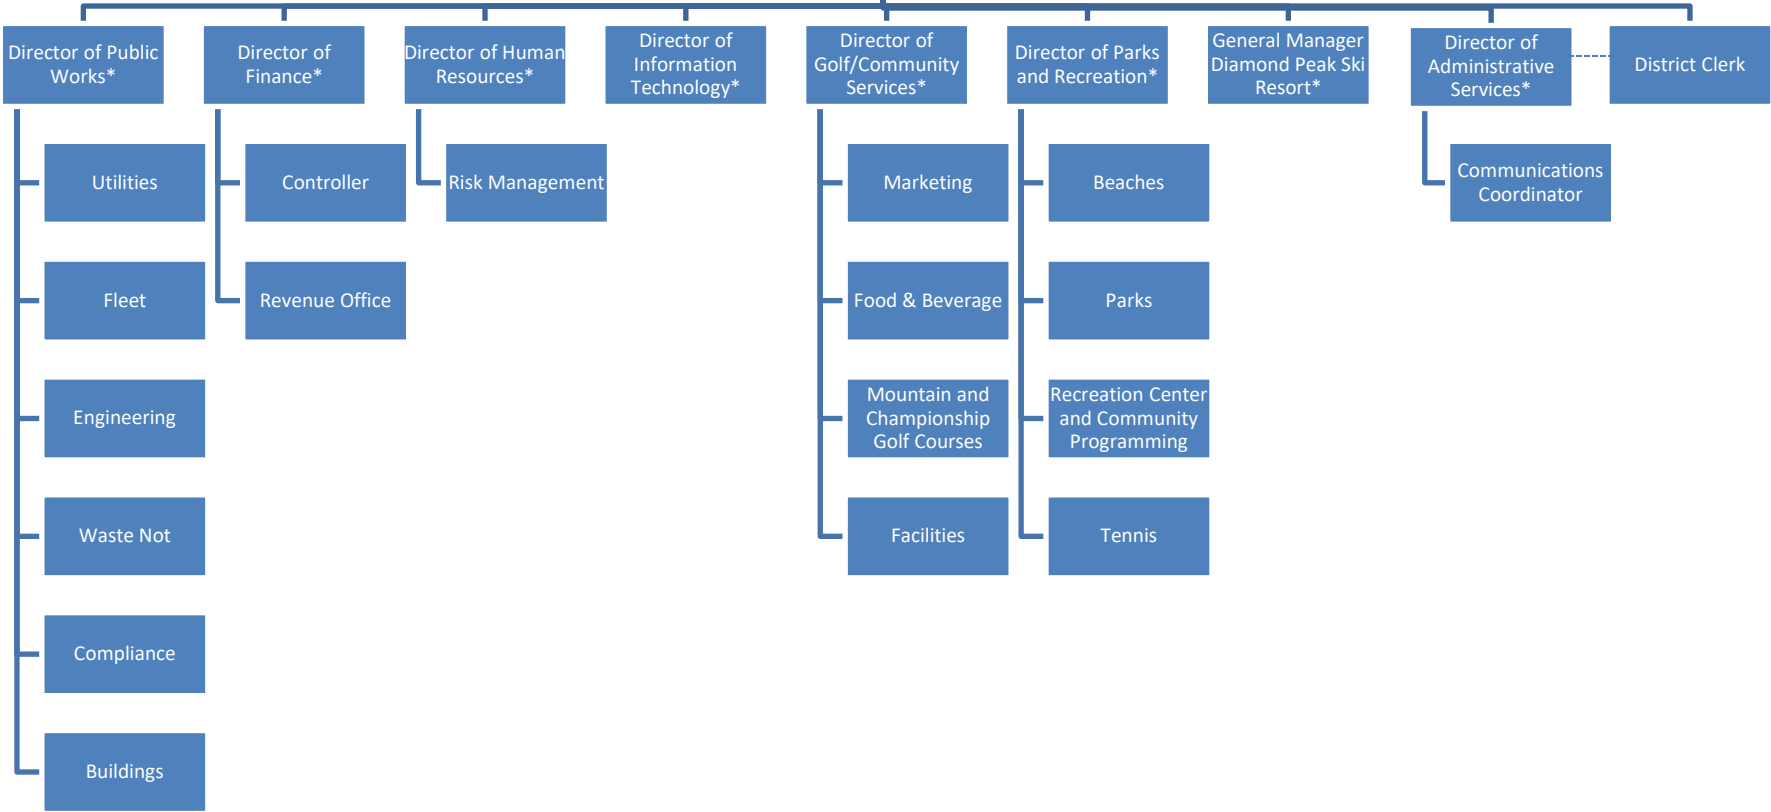 Director of Public
Works*
Director of
Finance*
Director of Human
Resources*
Director of
Information
Technology*
Director of
Golf/Community
Services*
Director of Parks
and Recreation*
General Manager
Diamond Peak Ski
Resort*
Director of
Administrative
Services*
District Clerk
Utilities
Fleet
Engineering
Waste Not
Compliance
Buildings
Controller
Revenue Office
Risk Management
Marketing
Food & Beverage
Mountain and
Championship
Golf Courses
Facilities
Beaches
Parks
Recreation Center
and Community
Programming
Tennis
Communications
Coordinator